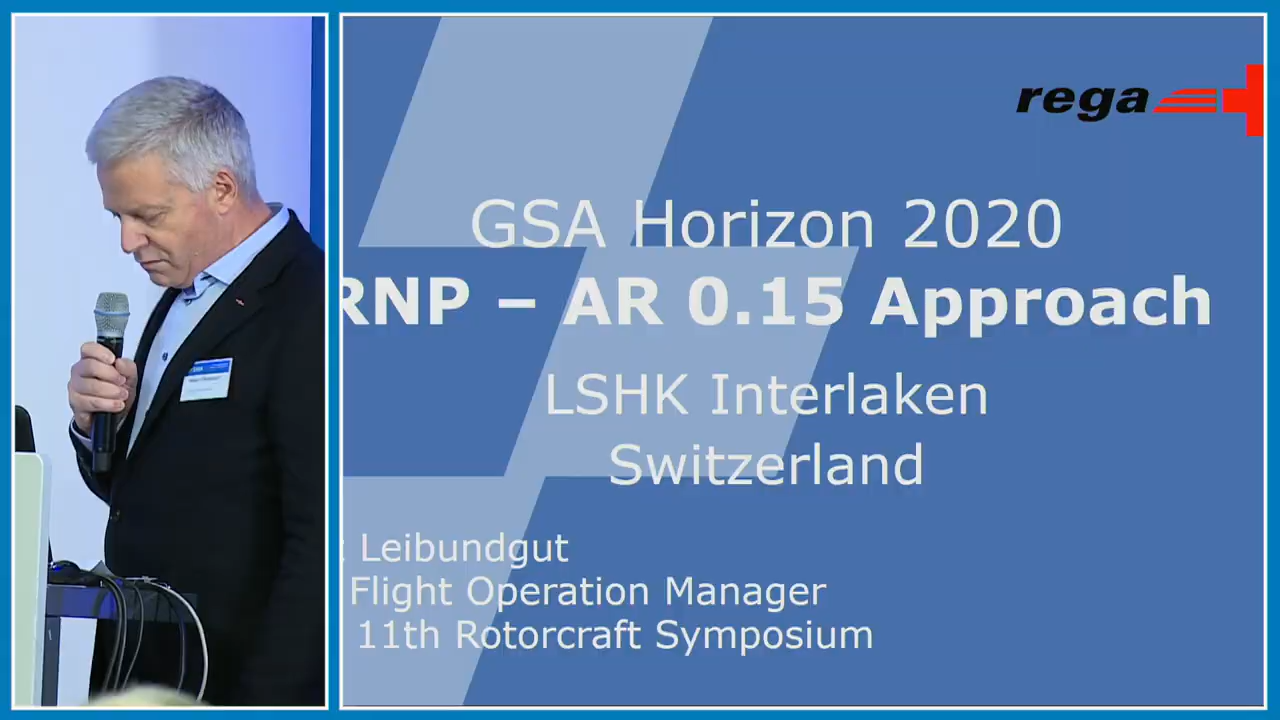 rega
GSA Horizon 2020
RNP – AR 0.15 Approach
LSHK Interlaken
Switzerland
Leibundgut
Flight Operation Manager
11th Rotorcraft Symposium